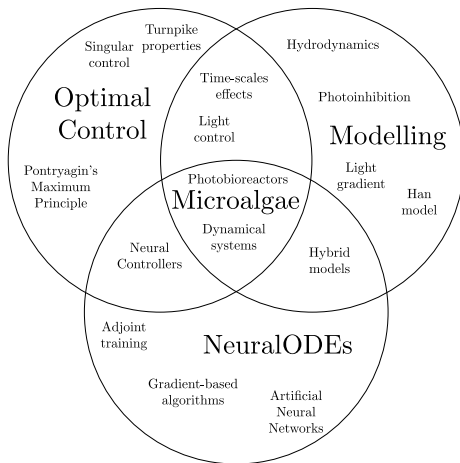 Turnpike
properties
Singular
control
Hydrodynamics
Time-scales
effects
Optimal
Control
Photoinhibition
Light
control
Modelling
Pontryagin's
Maximum
Principle
Photobioreactors
Microalgae
Light
gradient
Han
model
Dynamical
systems
Neural
Controllers
Hybrid
models
Adjoint
training
NeuralODEs
Gradient-based
algorithms
Artificial
Neural
Networks